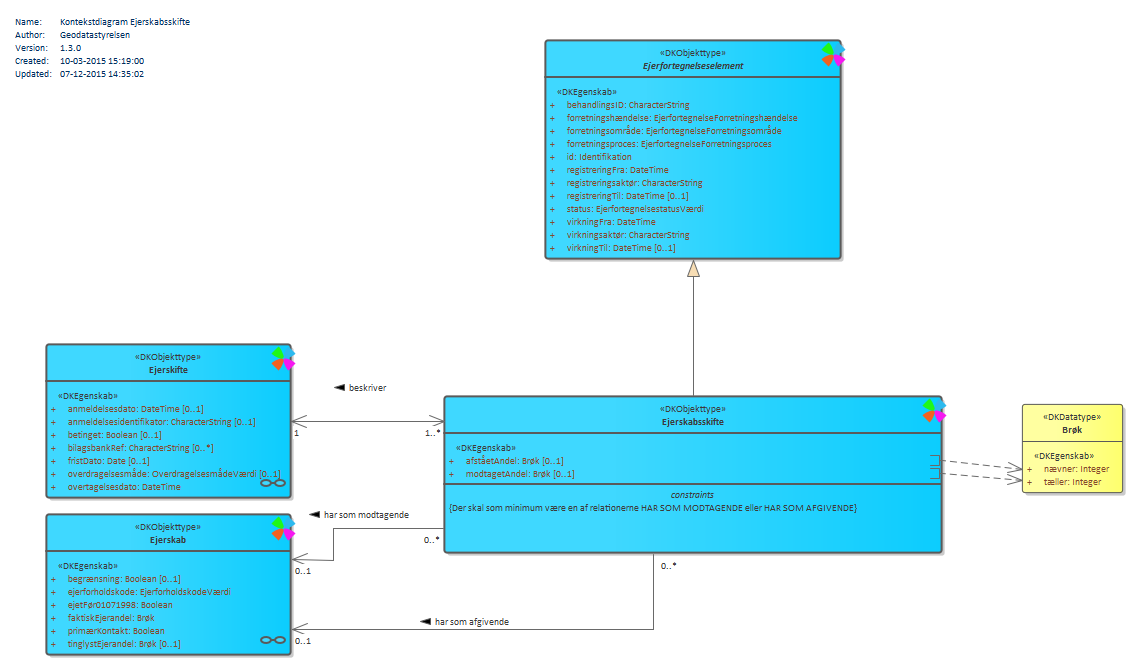 Name: Kontekstdiagram Ejerskabsskifte
Author: Geodatastyrelsen
Version: 1.3.0
Created: 10-03-2015 15:19:00
Updated: 07-12-2015 14:35:02
«DKObjekttype»
Ejerfortegnelseselement
«DKEgenskab»
+ behandlingsID: CharacterString
+ forretningshændelse: EjerfortegnelseForretningshændelse
+ forretningsområde: EjerfortegnelseForretningsområde
+ forretningsproces: EjerfortegnelseForretningsproces
+ id: Identifikation
+ registreringFra: DateTime
+ registreringsaktør: CharacterString
+ registreringTil: DateTime [0..1]
+ status: EjerfortegnelsestatusVærdi
+ virkningFra: DateTime
+ virkningsaktør: CharacterString
+ virkningTil: DateTime [0..1]
«DKObjekttype»
Ejerskifte
«DKEgenskab»
+ anmeldelsesdato: DateTime [0..1]
+ anmeldelsesidentifikator: CharacterString [0..1]
+ betinget: Boolean [0..1]
+ bilagsbankRef: CharacterString [0..*]
+ fristDato: Date [0..1]
+ overdragelsesmåde: OverdragelsesmådeVærdi [0..1]
+ overtagelsesdato: DateTime
beskriver
1
1..*
«DKObjekttype»
Ejerskabsskifte
«DKEgenskab»
+ afståetAndel: Brøk [0..1]
+ modtagetAndel: Brøk [0..1]
constraints
{Der skal som minimum være en af relationerne HAR SOM MODTAGENDE eller HAR SOM AFGIVENDE}
«DKDatatype»
Brøk
«DKEgenskab»
+ nævner: Integer
+ tæller: Integer
har som modtagende
0..*
0..1
«DKObjekttype»
Ejerskab
«DKEgenskab»
+ begrænsning: Boolean [0..1]
+ ejerforholdskode: EjerforholdskodeVærdi
+ ejetFør01071998: Boolean
+ faktiskEjerandel: Brøk
+ primærKontakt: Boolean
+ tinglystEjerandel: Brøk [0..1]
0..*
har som afgivende
0..1